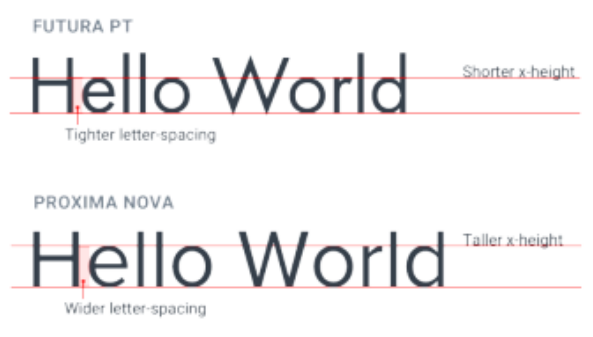 FUTURA PT
Hello World
Shorter x-height
Tighter letter-spacing
PROXIMA NOVA
Hello World
Taller x-height
Wider letter-spacing